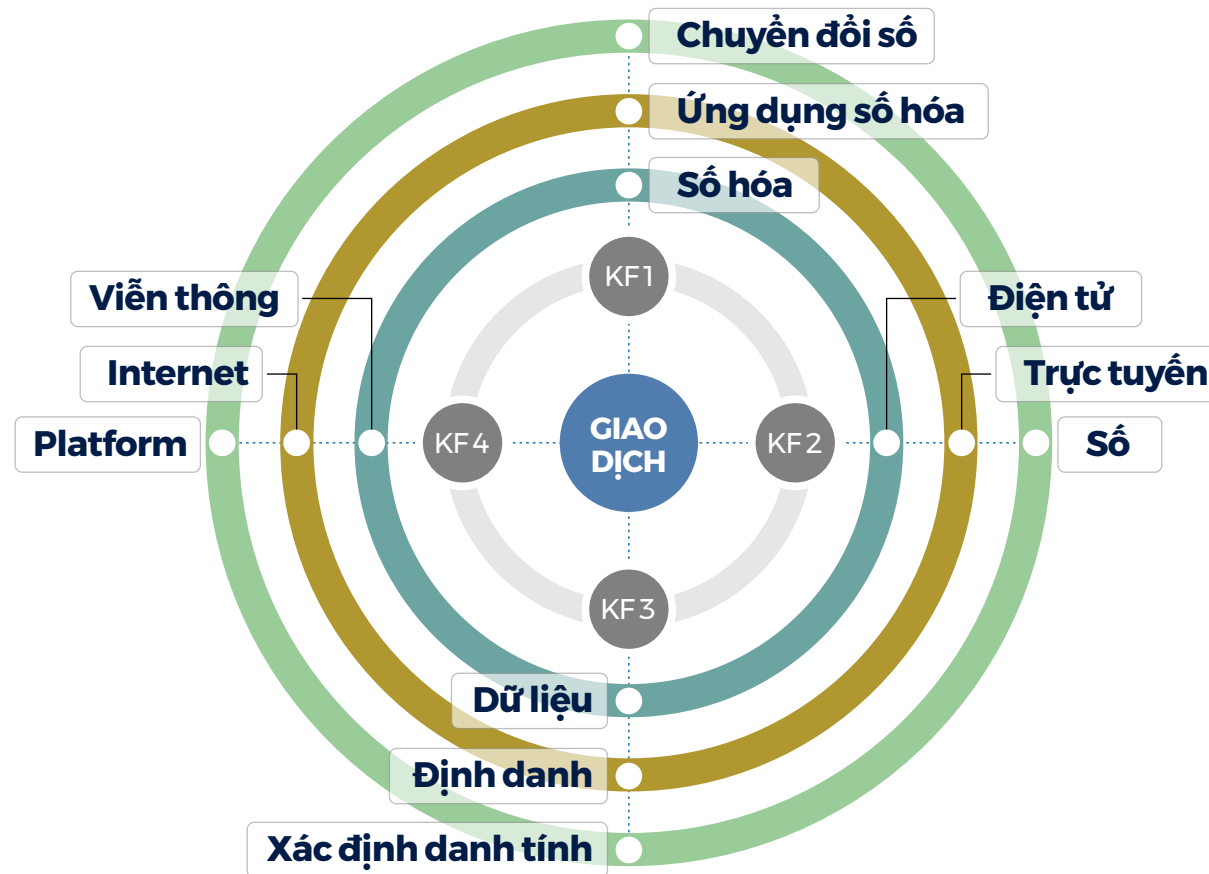 Chuyển đổi số
Ứng dụng số hóa
Số hóa
KF1
Viễn thông
Điện tử
Internet
Trực tuyến
Platform
KF4
GIAO
DỊCH
KF2
Số
KF3
Dữ liệu
Định danh
Xác định danh tính